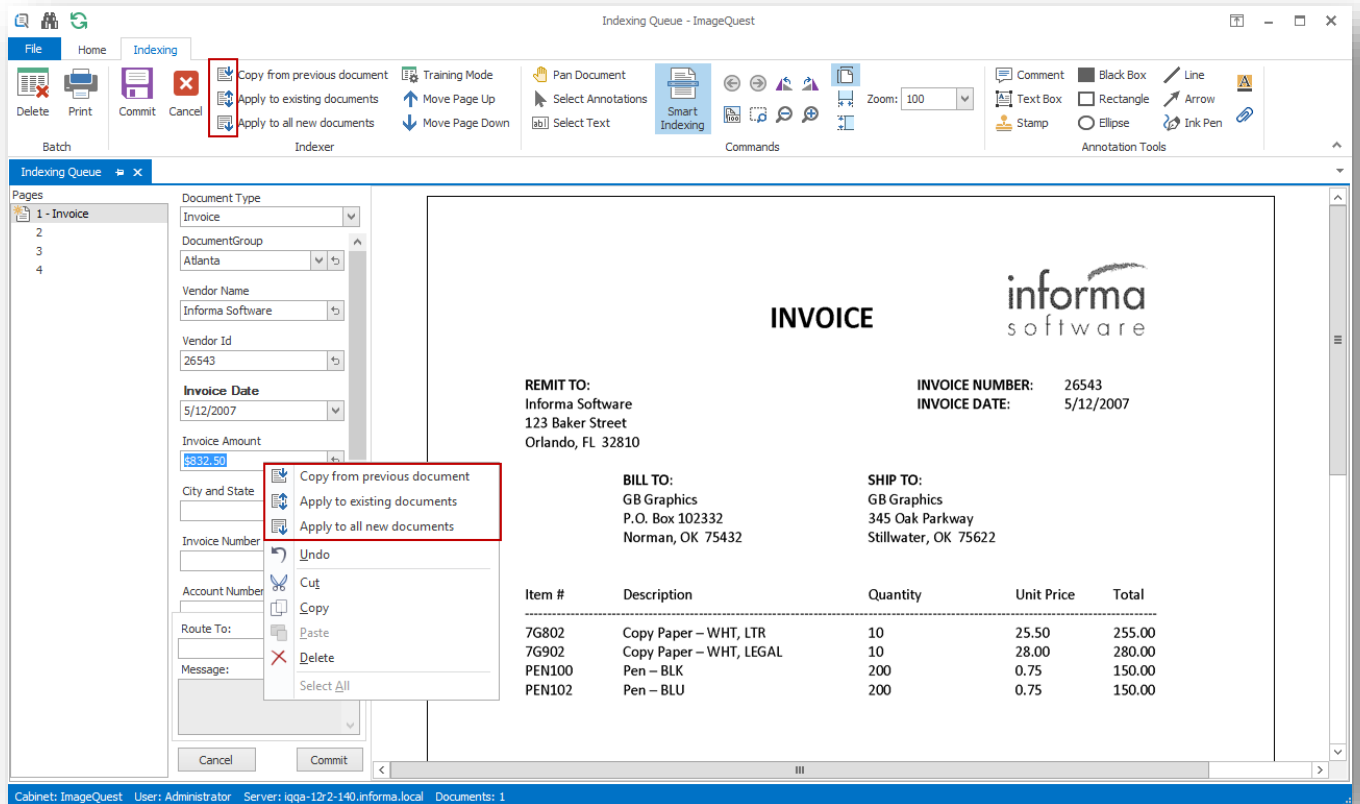 Indexing Queue - ImageQuest
File Home Indexing
Delete Print Commit Cancel
Copy from previous document
Apply to existing documents
Apply to all new documents
Training Mode
Move Page Up
Move Page Down
Pan Document
Select Annotations
Select Text
Smart
Indexing
Zoom: 100
Comment Black Box Line
Text Box Rectangle Arrow
Stamp Ellipse Ink Pen
Batch Indexer Commands Annotation Tools
Indexing Queue
Pages
1 - Invoice
2
3
4
Document Type
Invoice
DocumentGroup
Atlanta
Vendor Name
Informa Software
Vendor Id
26543
Invoice Date
5/12/2007
Invoice Amount
$832.50
City and State
Invoice Number
Account Number
Route To:
Message:
Cancel Commit
Copy from previous document
Apply to existing documents
Apply to all new documents
Undo
Cut
Copy
Paste
Delete
Select All
informa
software
INVOICE
REMIT TO:
Informa Software
123 Baker Street
Orlando, FL 32810
INVOICE NUMBER: 26543
INVOICE DATE: 5/12/2007
BILL TO:
GB Graphics
P.O. Box 102332
Norman, OK 75432
SHIP TO:
GB Graphics
345 Oak Parkway
Stillwater, OK 75622
Item # Description Quantity Unit Price Total
7G802 Copy Paper – WHT, LTR 10 25.50 255.00
7G902 Copy Paper – WHT, LEGAL 10 28.00 280.00
PEN100 Pen – BLK 200 0.75 150.00
PEN102 Pen – BLU 200 0.75 150.00
Cabinet: ImageQuest User: Administrator Server: iqqa-12r2-140.informa.local Documents: 1